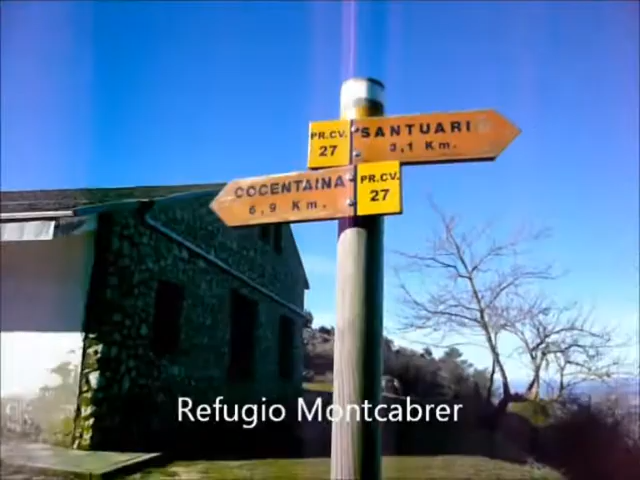 PR.CV. 27
SANTUARI
3,1 Km.
COCENTAINA
6,9 Km.
PR.CV. 27
Refugio Montcabrer